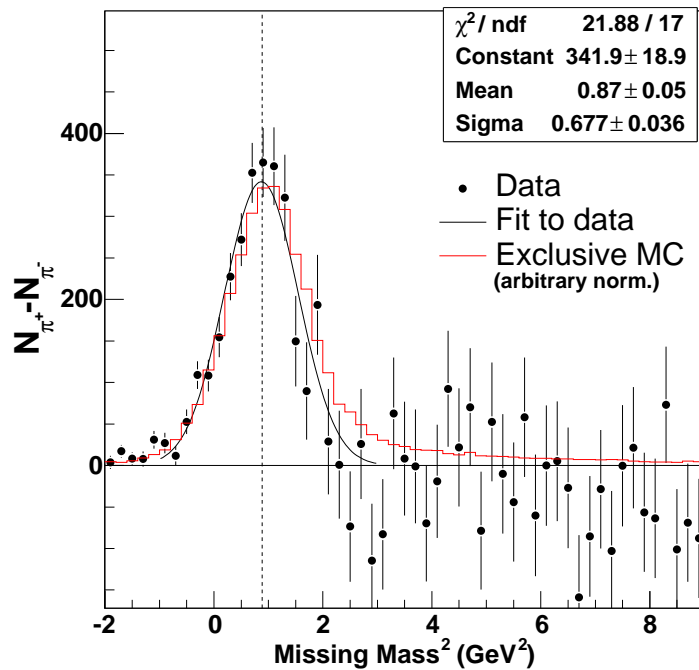 χ²/ ndf 21.88 / 17
Constant 341.9± 18.9
Mean 0.87± 0.05
Sigma 0.677± 0.036
Data
Fit to data
Exclusive MC
(arbitrary norm.)
N_π⁺-N_π⁻
400
200
0
-2 0 2 4 6 8
Missing Mass² (GeV²)